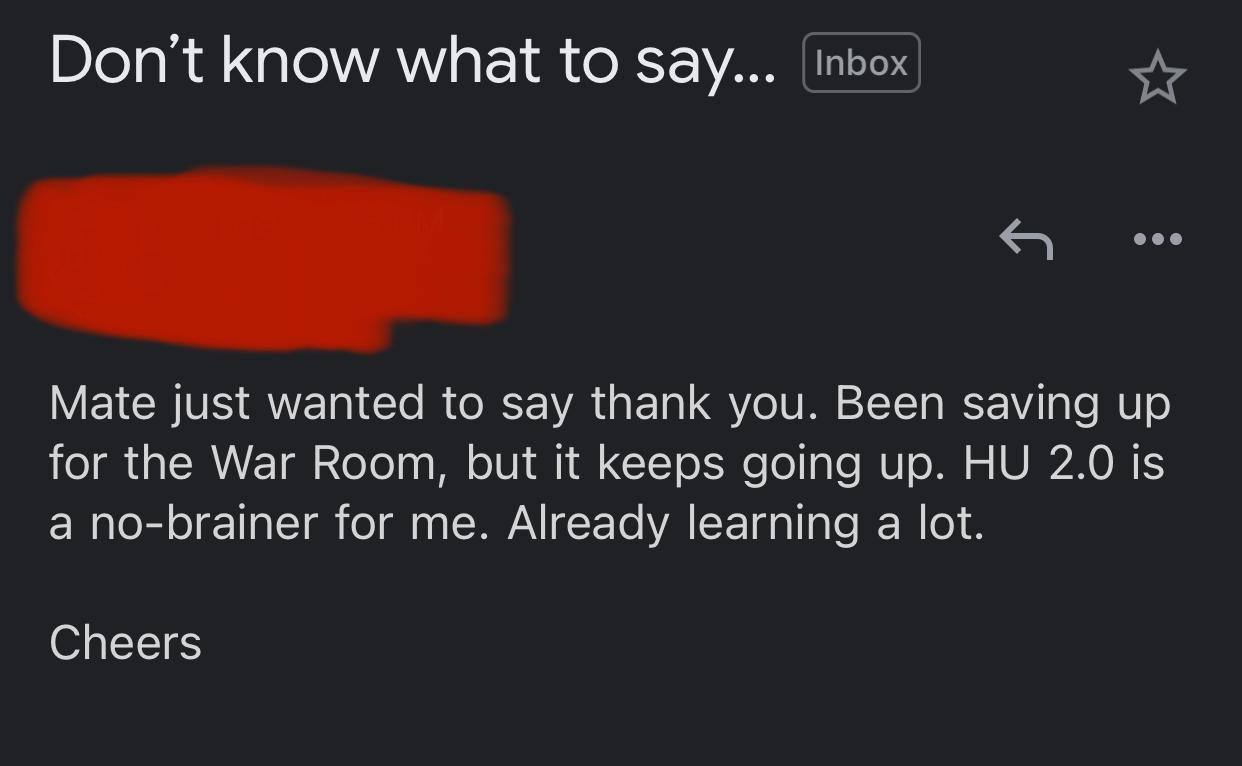 Don’t know what to say...
Inbox
Mate just wanted to say thank you. Been saving up
for the War Room, but it keeps going up. HU 2.0 is
a no-brainer for me. Already learning a lot.
Cheers